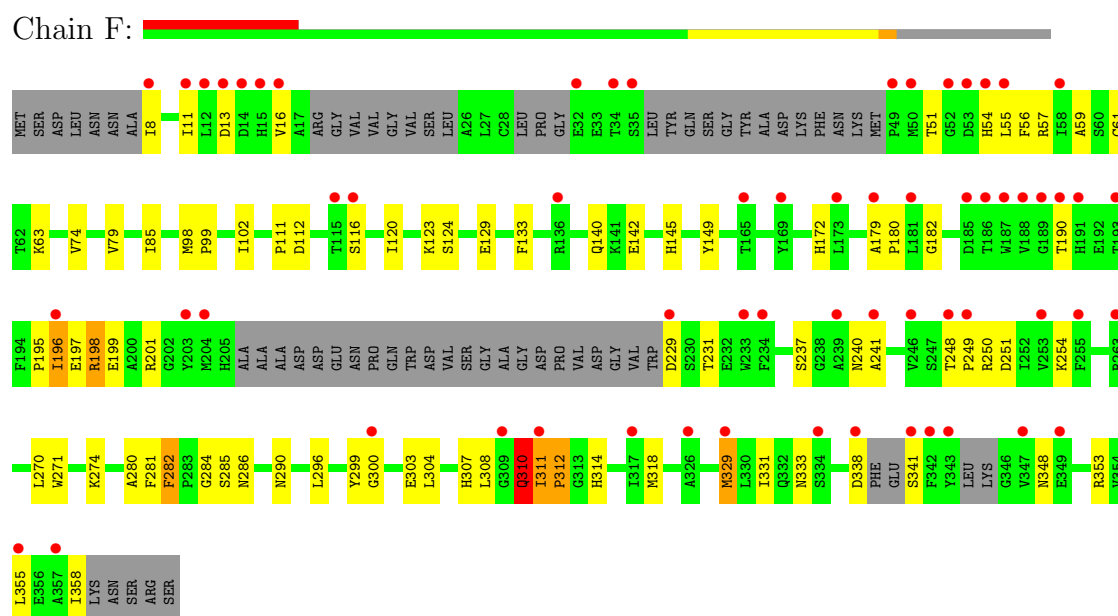 Chain F:
MET SER ASP LEU ASN ASN ALA I8 I11 L12 D13 D14 H15 V16 A17 ARG GLY VAL VAL GLY VAL SER LEU A26 L27 C28 LEU PRO GLY E32 E33 T34 S35 LEU TYR GLN SER GLY TYR ALA ASP LYS PHE ASN LYS MET P49 M50 T51 G52 D53 H54 L55 F56 R57 I58 A59 S60 C61
T62 K63 V74 V79 I85 M98 P99 I102 P111 D112 T115 S116 I120 K123 S124 E129 F133 R136 Q140 K141 E142 H145 Y149 T165 Y169 H172 L173 A179 P180 L181 G182 D185 T186 W187 V188 G189 T190 H191 E192 T193
F194 P195 I196 E197 R198 E199 A200 R201 G202 Y203 M204 H205 ALA ALA ALA ASP ASP GLU ASN PRO GLN TRP ASP VAL SER GLY ALA GLY ASP PRO VAL ASP GLY VAL TRP D229 S230 T231 E232 W233 F234 S237 G238 A239 N240 A241 V246 S247 T248 P249 R250 D251 I252 V253 K254 F255 R263
L270 W271 K274 A280 F281 F282 P283 G284 S285 N286 N290 L296 Y299 G300 E303 L304 H307 L308 G309 Q310 I311 P312 G313 H314 I317 M318 A326 M329 L330 I331 Q332 N333 S334 D338 PHE GLU S341 F342 Y343 LEU LYS G346 V347 N348 E349 R353 V354
L355 E356 A357 I358 LYS ASN SER ARG SER